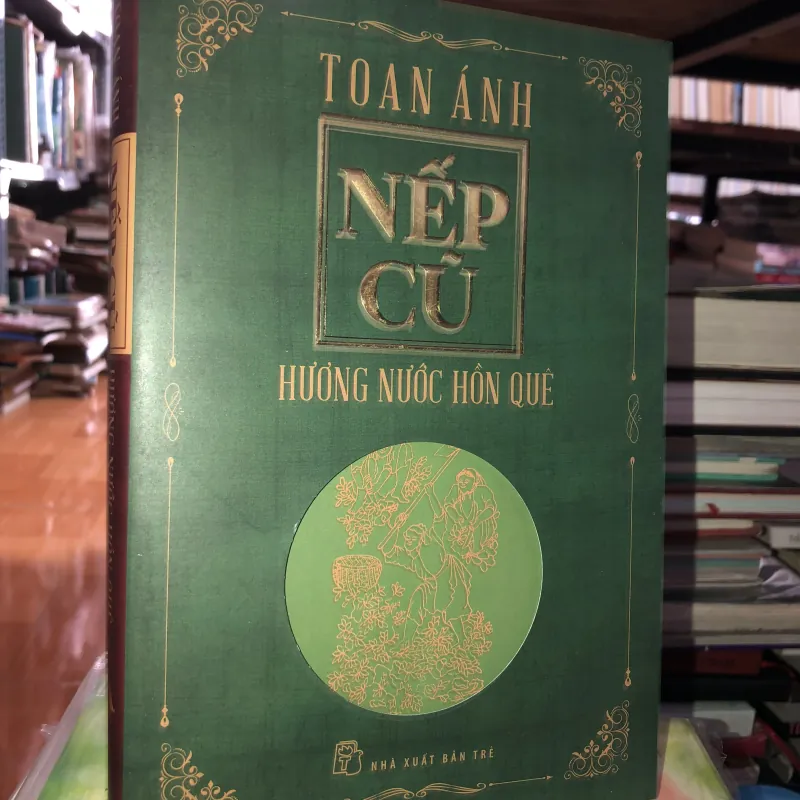 TOAN ÁNH
NẾP
CŨ
HƯƠNG NƯỚC HỒN QUÊ
NHÀ XUẤT BẢN TRẺ